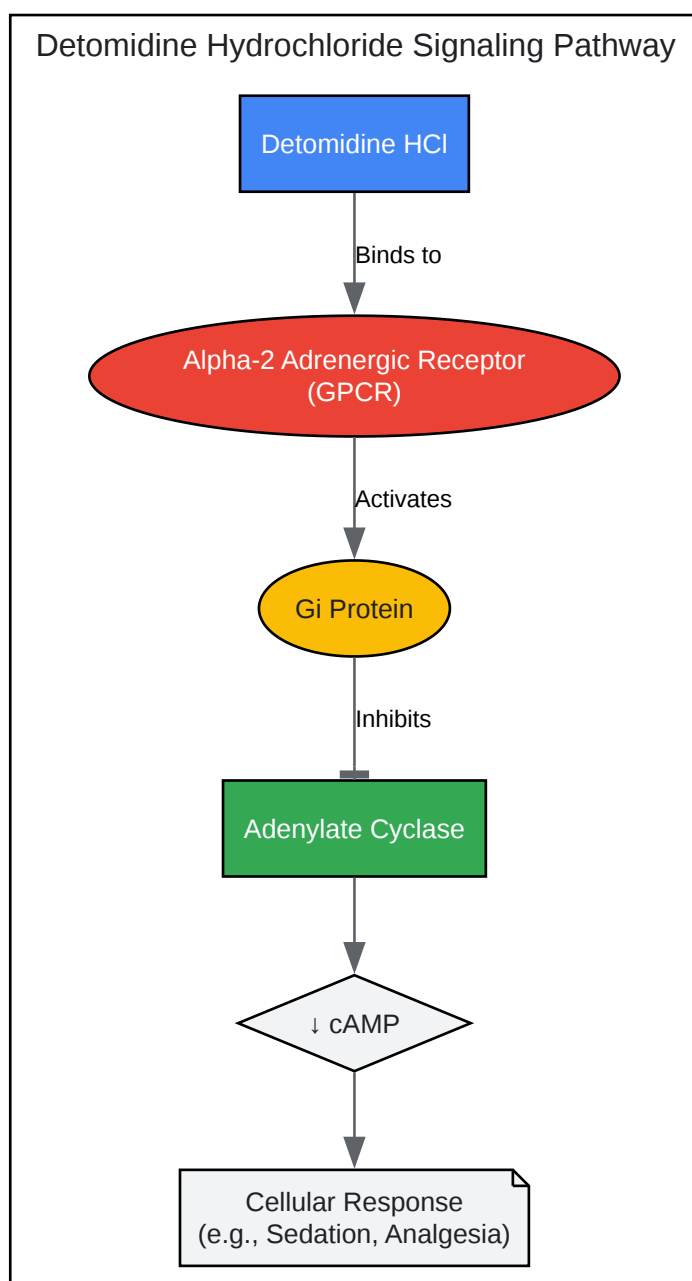 Detomidine Hydrochloride Signaling Pathway
Detomidine HCl
Binds to
Alpha-2 Adrenergic Receptor
(GPCR)
Activates
Gi Protein
Inhibits
Adenylate Cyclase
↓ cAMP
Cellular Response
(e.g., Sedation, Analgesia)